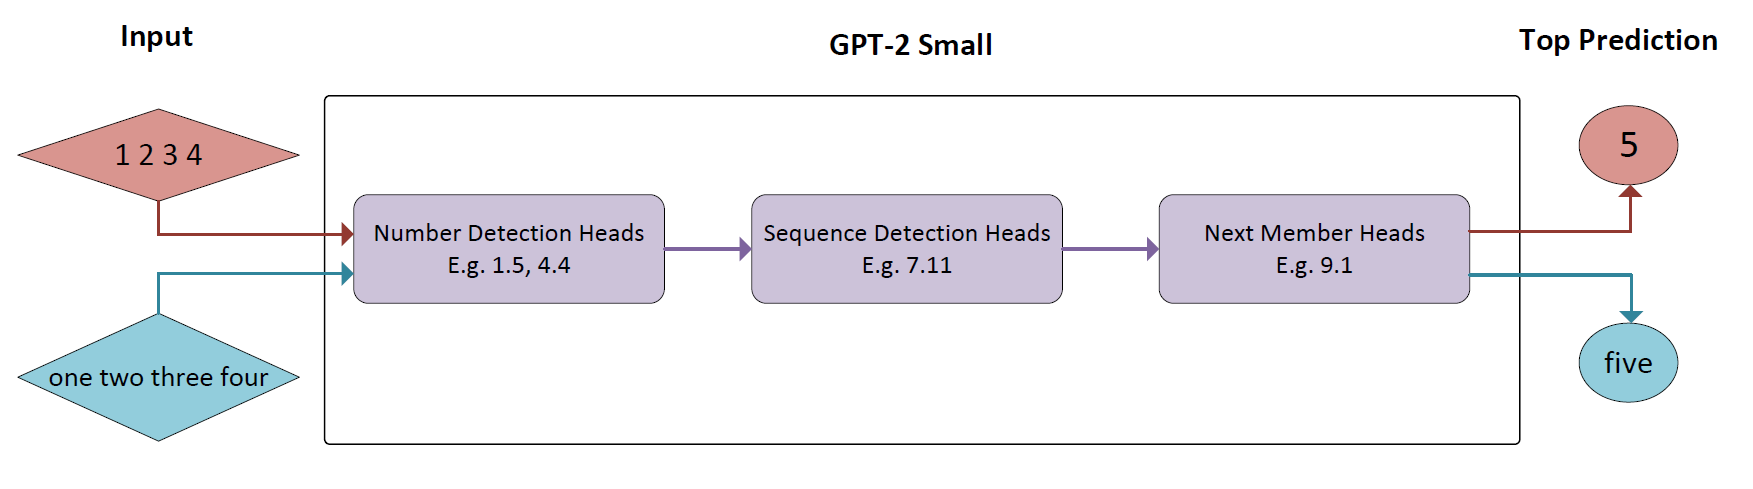 Input
GPT-2 Small
Top Prediction
1 2 3 4
5
Number Detection Heads
E.g. 1.5, 4.4
Sequence Detection Heads
E.g. 7.11
Next Member Heads
E.g. 9.1
one two three four
five